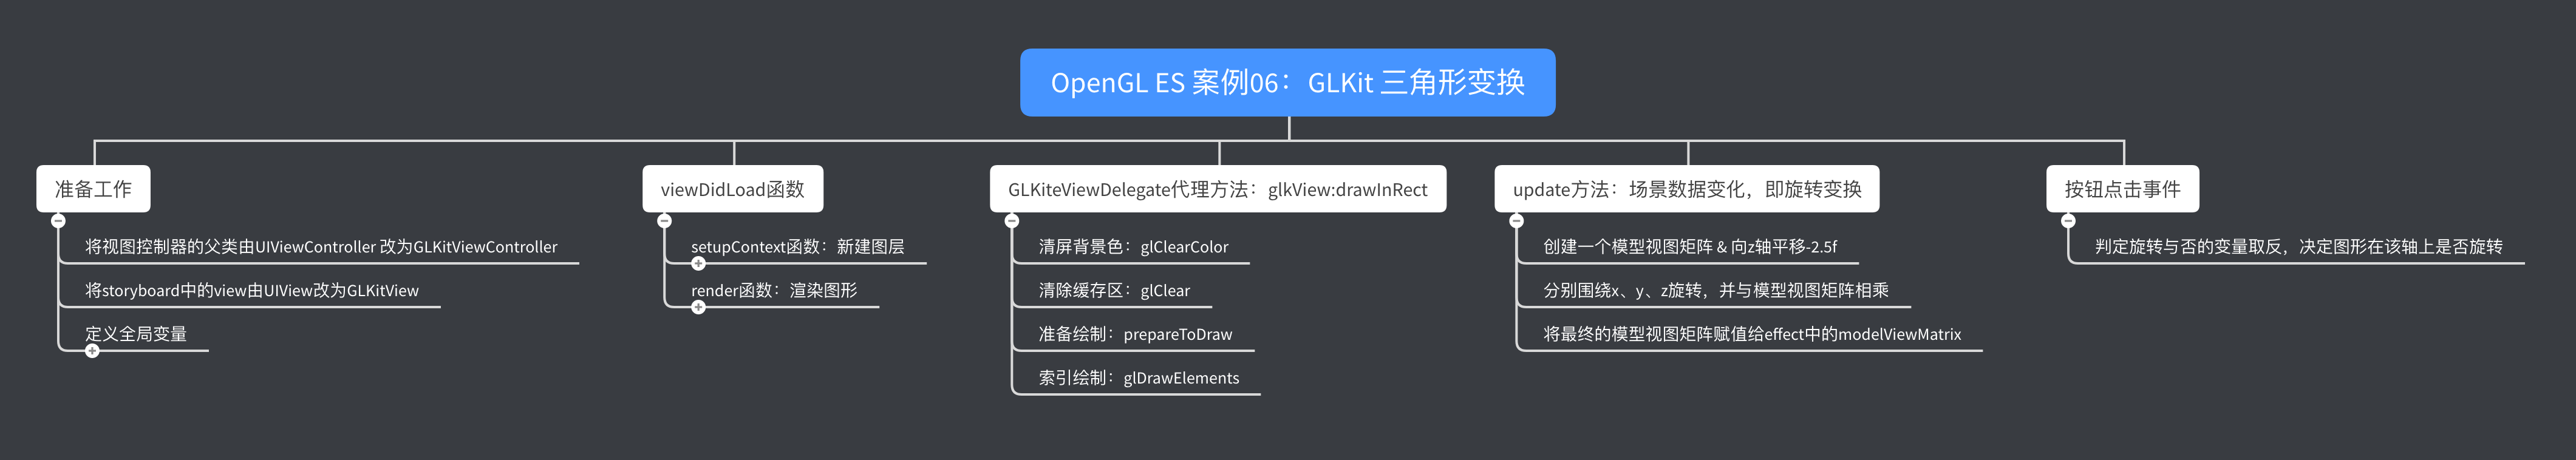 OpenGL ES 案例06：GLKit 三角形变换
准备工作
将视图控制器的父类由UIViewController 改为GLKitViewController
将storyboard中的view由UIView改为GLKitView
定义全局变量
viewDidLoad函数
setupContext函数：新建图层
render函数：渲染图形
GLKiteViewDelegate代理方法：glkView:drawInRect
清屏背景色：glClearColor
清除缓存区：glClear
准备绘制：prepareToDraw
索引绘制：glDrawElements
update方法：场景数据变化，即旋转变换
创建一个模型视图矩阵 & 向z轴平移-2.5f
分别围绕x、y、z旋转，并与模型视图矩阵相乘
将最终的模型视图矩阵赋值给effect中的modelViewMatrix
按钮点击事件
判定旋转与否的变量取反，决定图形在该轴上是否旋转